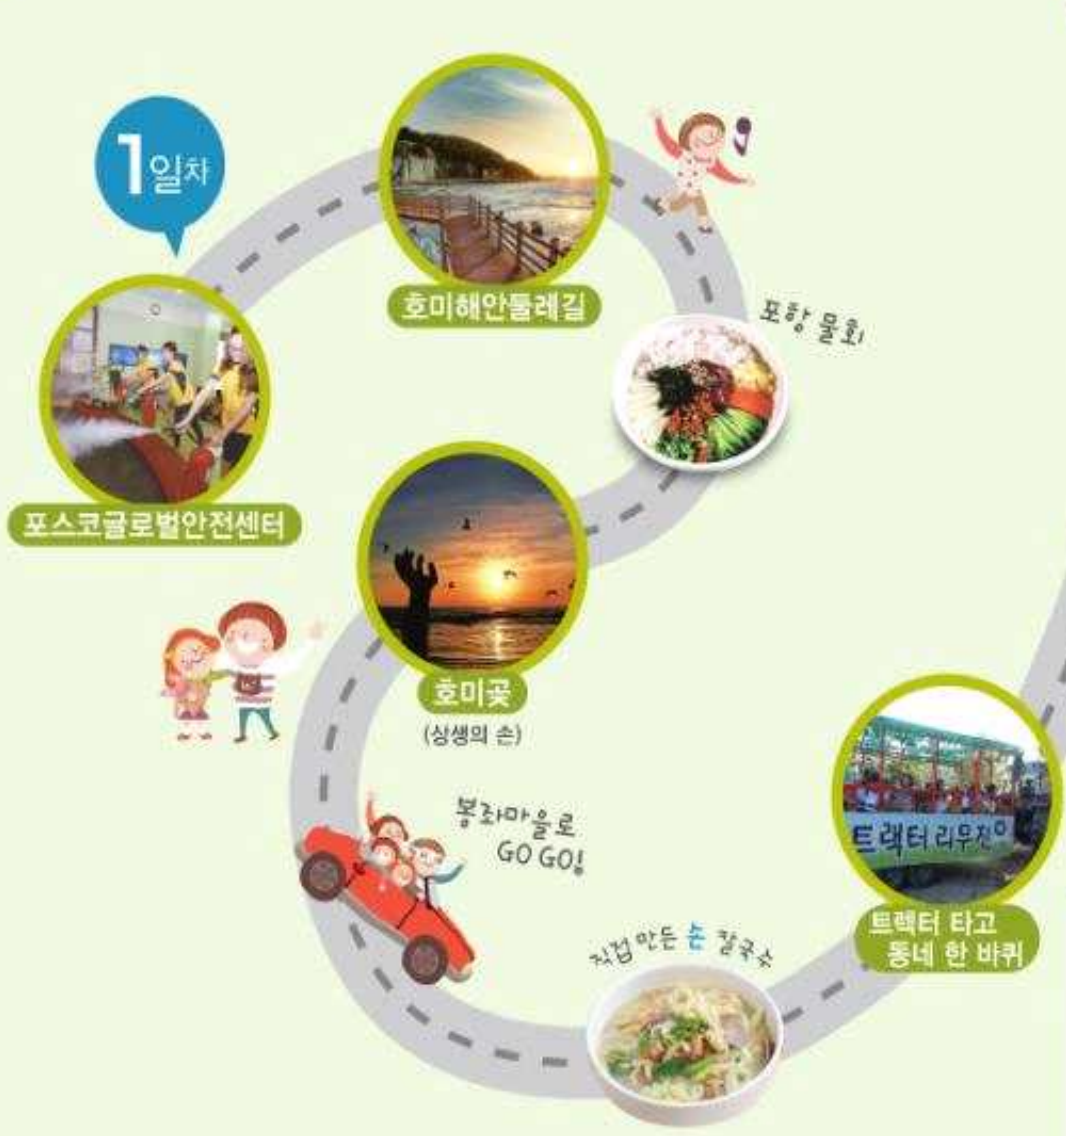 1일차
호미해안둘레길
포항 물회
포스코글로벌안전센터
호미곶
(상생의 손)
봉좌마을로
GO GO!
직접 만든 손 칼국수
트랙터 리무진
트렉터 타고
동네 한 바퀴